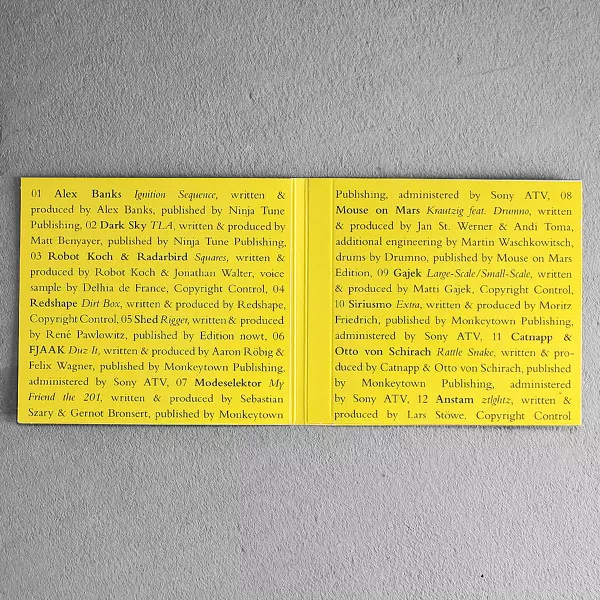 01 Alex Banks Ignition Sequence, written &
produced by Alex Banks, published by Ninja Tune
Publishing, 02 Dark Sky TLA, written & produced by
Matt Benyayer, published by Ninja Tune Publishing,
03 Robot Koch & Radarbird Squares, written &
produced by Robot Koch & Jonathan Walter, voice
sample by Delhia de France, Copyright Control, 04
Redshape Dirt Box, written & produced by Redshape,
Copyright Control, 05 Shed Rigger, written & produced
by René Pawlowitz, published by Edition nowt, 06
FJAAK Duz It, written & produced by Aaron Röbig &
Felix Wagner, published by Monkeytown Publishing,
administered by Sony ATV, 07 Modeselektor My
Friend the 201, written & produced by Sebastian
Szary & Gernot Bronsert, published by Monkeytown
Publishing, administered by Sony ATV, 08
Mouse on Mars Krautzig feat. Drumno, written
& produced by Jan St. Werner & Andi Toma,
additional engineering by Martin Waschkowitsch,
drums by Drumno, published by Mouse on Mars
Edition, 09 Gajek Large-Scale/Small-Scale, written
& produced by Matti Gajek, Copyright Control,
10 Siriusmo Extra, written & produced by Moritz
Friedrich, published by Monkeytown Publishing,
administered by Sony ATV, 11 Catnapp &
Otto von Schirach Rattle Snake, written & pro-
duced by Catnapp & Otto von Schirach, published
by Monkeytown Publishing, administered
by Sony ATV, 12 Anstam ztlghtz, written &
produced by Lars Stöwe, Copyright Control